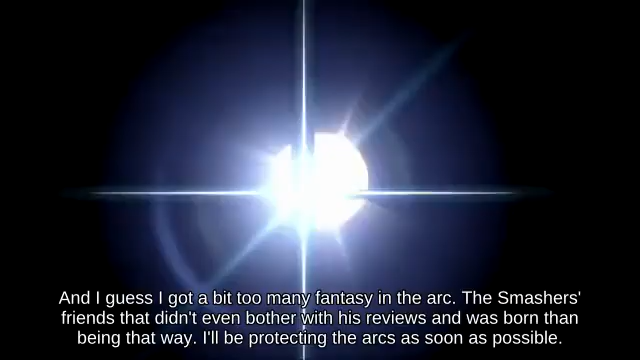 And I guess I got a bit too many fantasy in the arc. The Smashers'
friends that didn't even bother with his reviews and was born than
being that way. I'll be protecting the arcs as soon as possible.